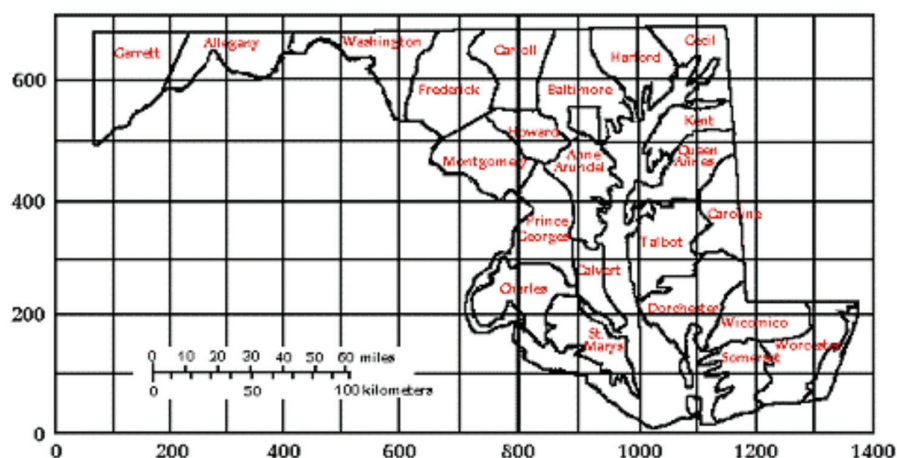 Garrett
Allegany
Washington
Carroll
Harford
Cecil
600
Frederick
Baltimore
Kent
Howard
Montgomery
Anne
Arundel
Queen
Annes
400
Prince
Georges
Talbot
Caroline
Calvert
Charles
200
Dorchester
Wicomico
St.
Marys
Somerset
Worcester
0 10 20 30 40 50 60 miles
0 50 100 kilometers
0
0 200 400 600 800 1000 1200 1400